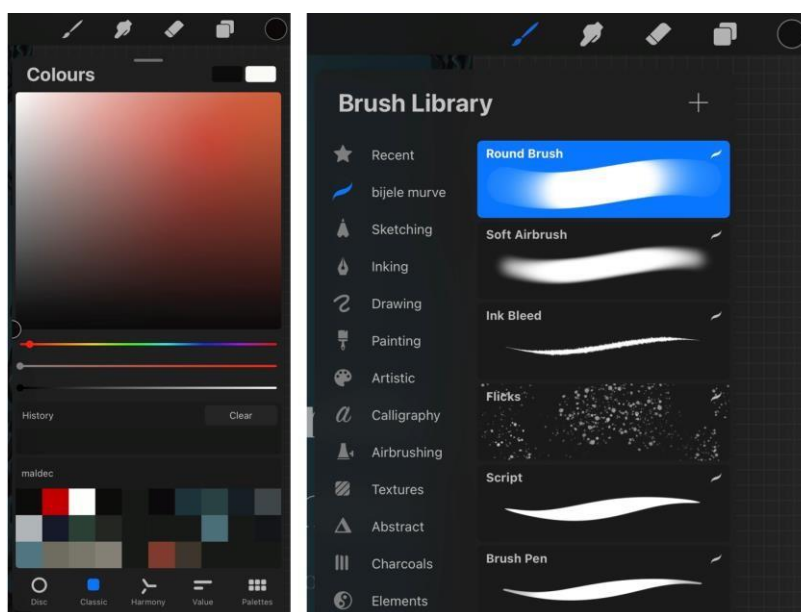 Colours
History
Clear
maldec
Disc
Classic
Harmony
Value
Palettes
Brush Library
Recent
bijele murve
Sketching
Inking
Drawing
Painting
Artistic
Calligraphy
Airbrushing
Textures
Abstract
Charcoals
Elements
Round Brush
Soft Airbrush
Ink Bleed
Flicks
Script
Brush Pen